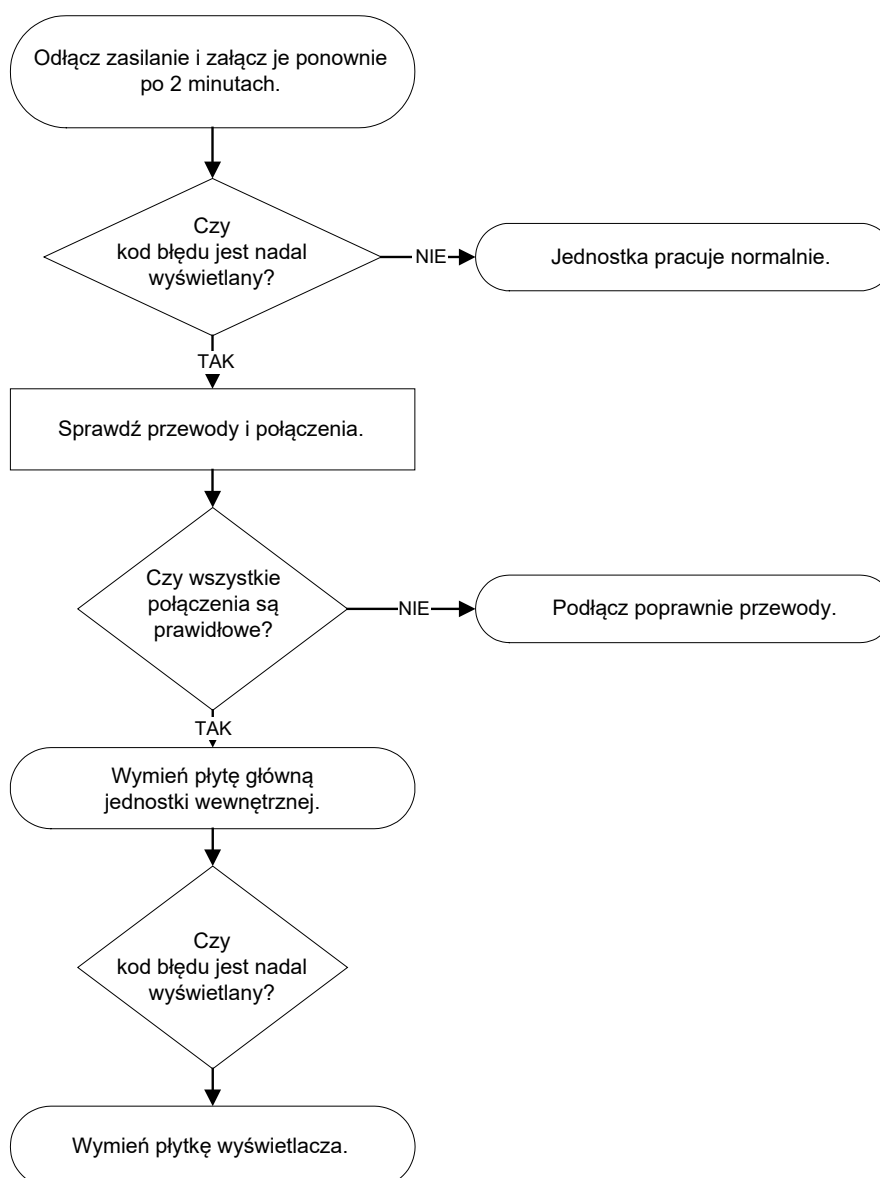 Odłącz zasilanie i załącz je ponownie
po 2 minutach.
Czy
kod błędu jest nadal
wyświetlany?
NIE
Jednostka pracuje normalnie.
TAK
Sprawdź przewody i połączenia.
Czy wszystkie
połączenia są
prawidłowe?
NIE
Podłącz poprawnie przewody.
TAK
Wymień płytę główną
jednostki wewnętrznej.
Czy
kod błędu jest nadal
wyświetlany?
Wymień płytkę wyświetlacza.